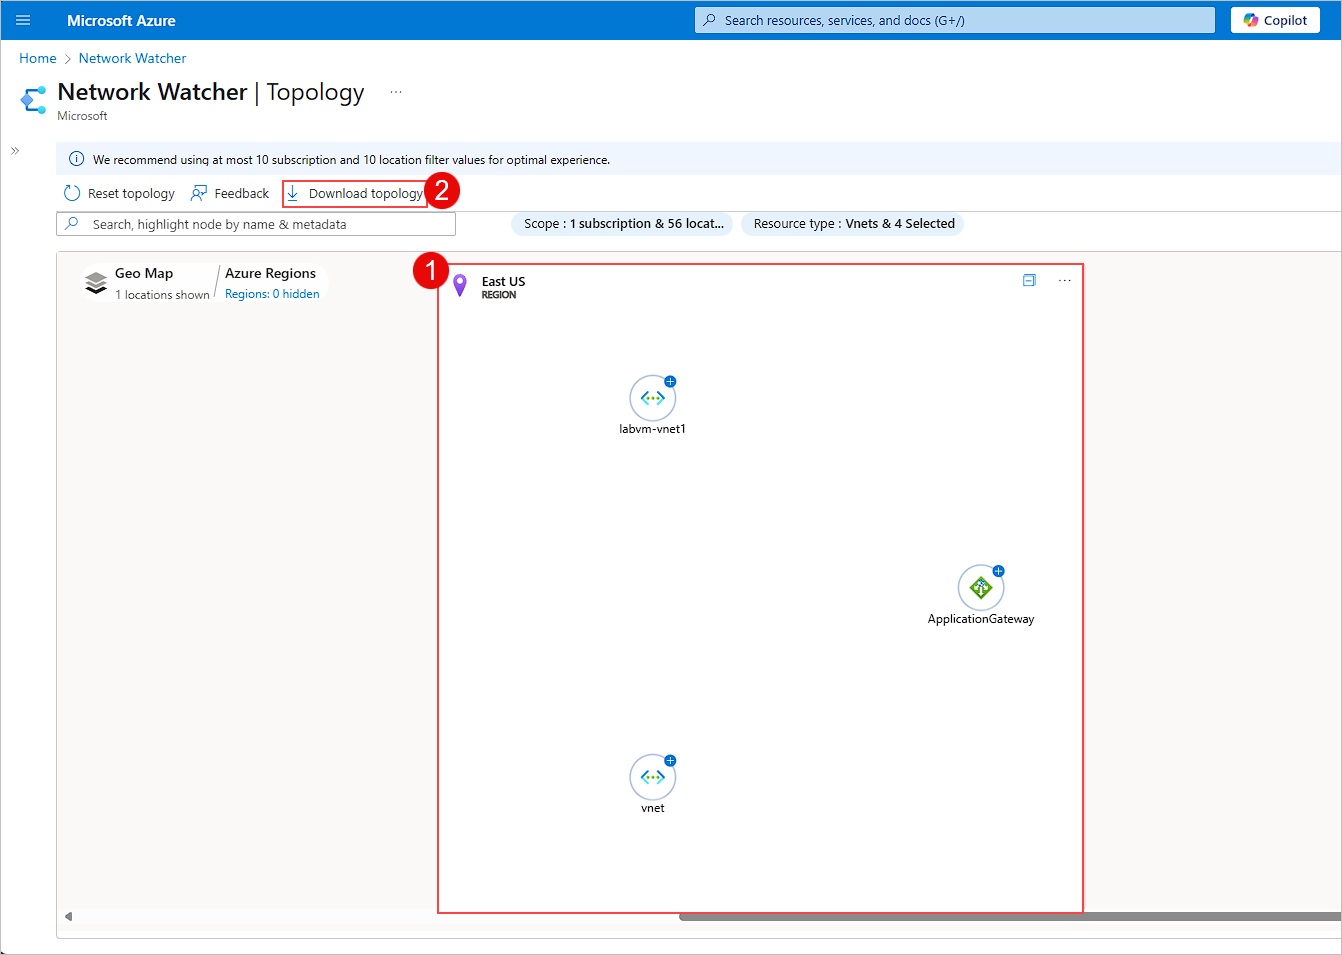 Microsoft Azure
Search resources, services, and docs (G+/)
Copilot
Home > Network Watcher
Network Watcher | Topology ...
Microsoft
We recommend using at most 10 subscription and 10 location filter values for optimal experience.
Reset topology
Feedback
Download topology
2
Search, highlight node by name & metadata
Scope : 1 subscription & 56 locat...
Resource type : Vnets & 4 Selected
Geo Map
1 locations shown
Azure Regions
Regions: 0 hidden
1
East US
REGION
...
labvm-vnet1
ApplicationGateway
vnet